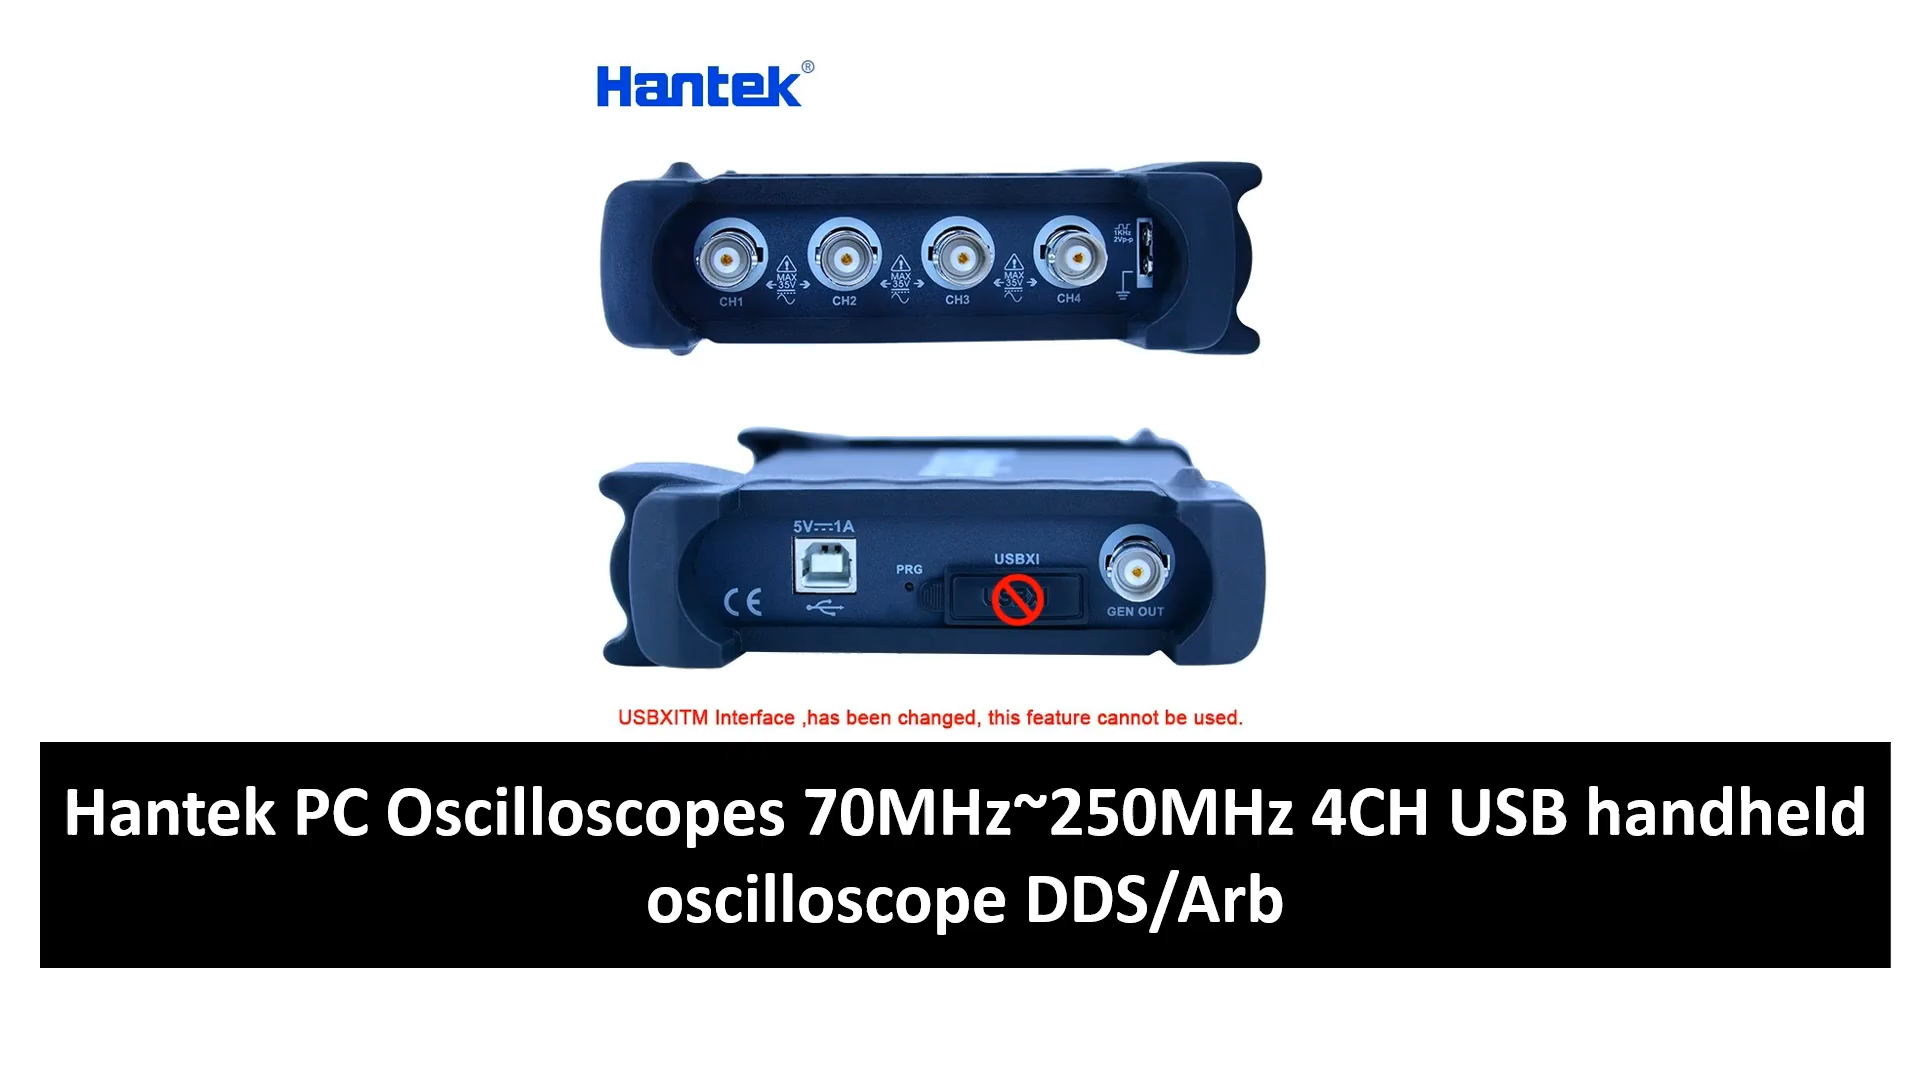 Hantek®
1KHz
2Vp-p
MAX
35V
MAX
35V
MAX
35V
CH1
CH2
CH3
CH4
5V 1A
USBXI
PRG
USBXI
CE
GEN OUT
USBXITM Interface ,has been changed, this feature cannot be used.
Hantek PC Oscilloscopes 70MHz~250MHz 4CH USB handheld
oscilloscope DDS/Arb